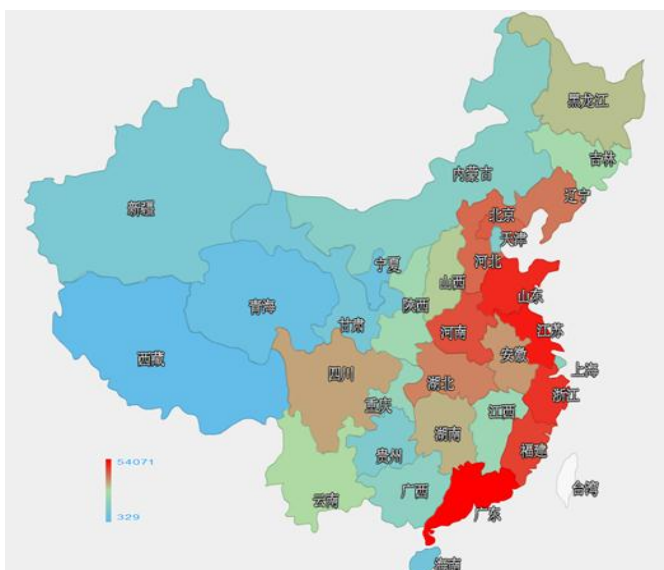 黑龙江
吉林
内蒙古
辽宁
新疆
北京
天津
宁夏
河北
山西
青海
山东
陕西
甘肃
河南
江苏
西藏
安徽
四川
上海
湖北
浙江
重庆
江西
湖南
福建
贵州
54071
台湾
广西
云南
广东
329
海南